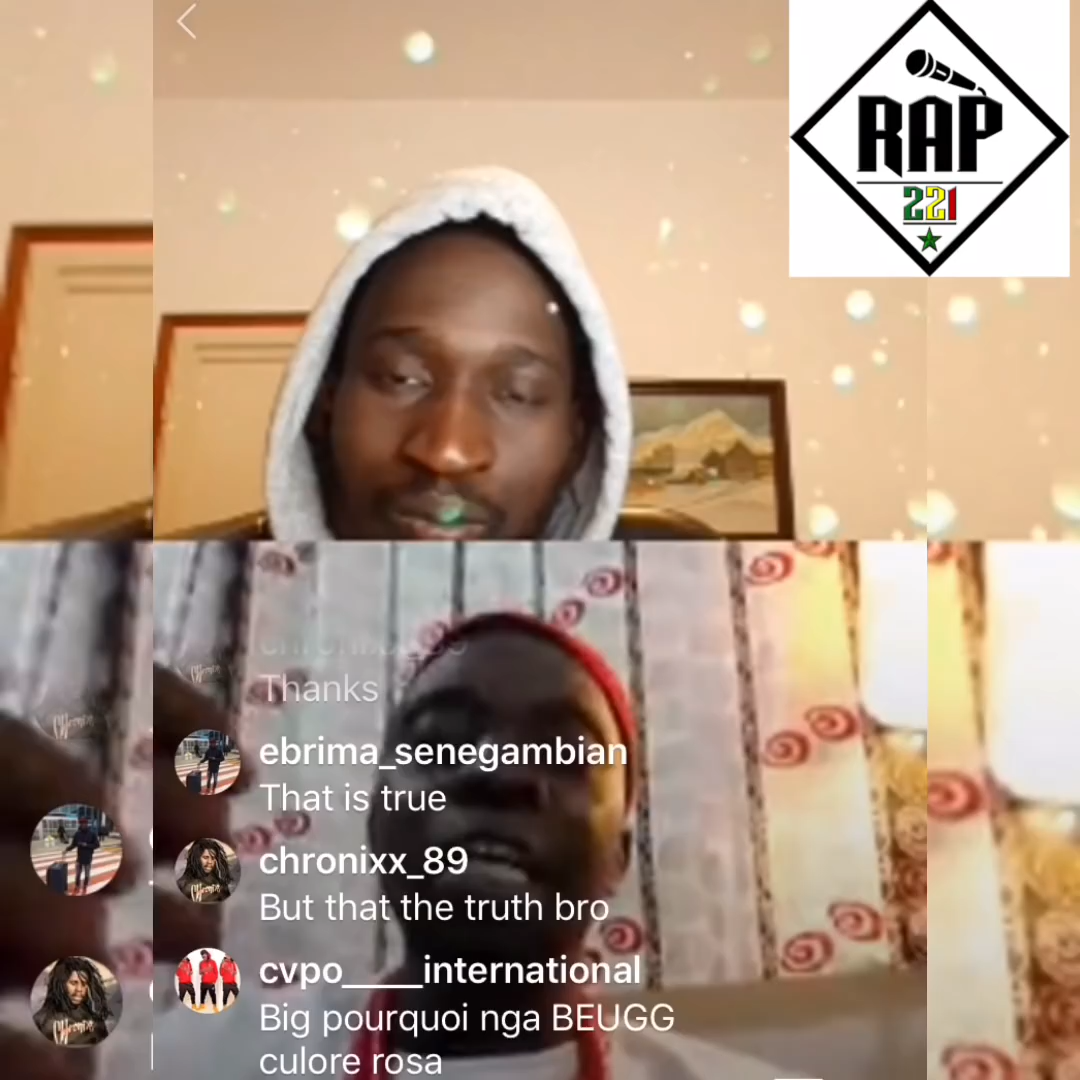 RAP
221
Thanks
ebrima_senegambian
That is true
chronixx_89
But that the truth bro
cvpo_____international
Big pourquoi nga BEUGG
culore rosa